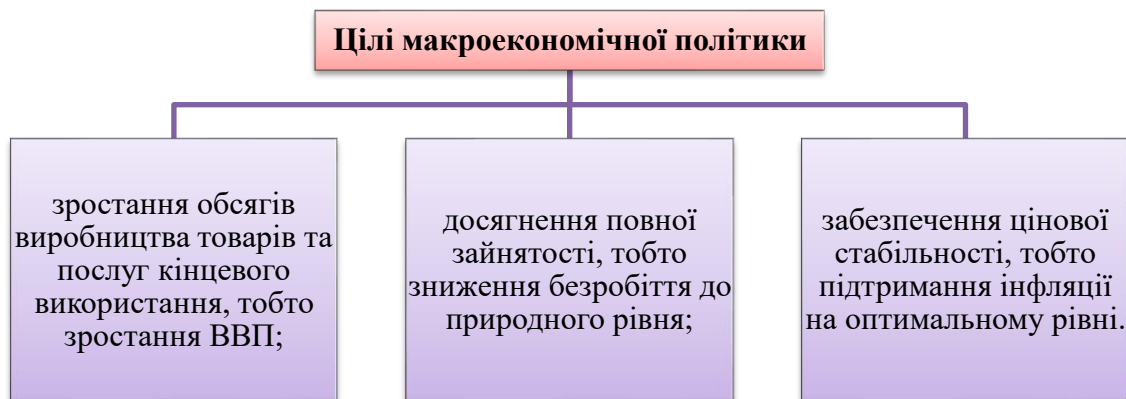 Цілі макроекономічної політики
зростання обсягів
виробництва товарів та
послуг кінцевого
використання, тобто
зростання ВВП;
досягнення повної
зайнятості, тобто
зниження безробіття до
природного рівня;
забезпечення цінової
стабільності, тобто
підтримання інфляції
на оптимальному рівні.